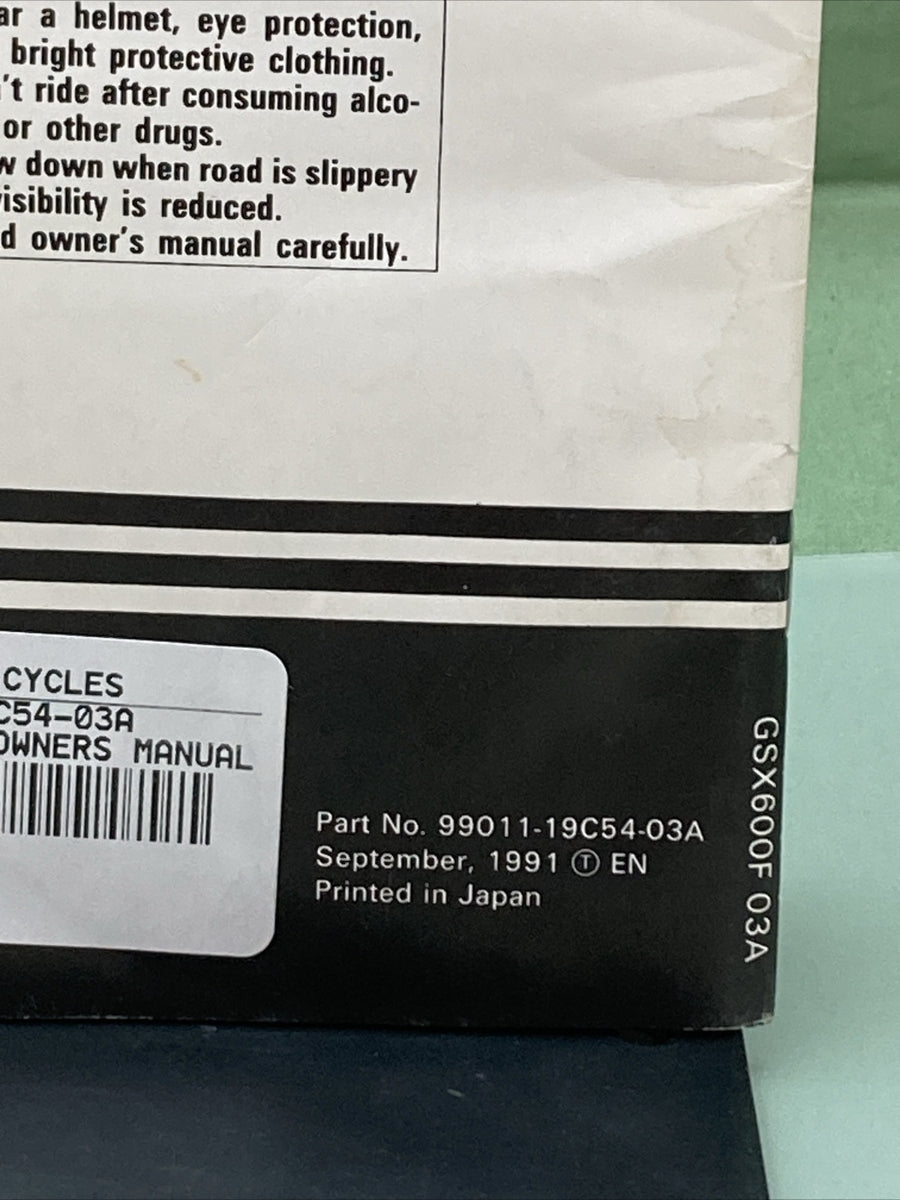 a helmet, eye protection,
bright protective clothing.
't ride after consuming alco-
or other drugs.
down when road is slippery
visibility is reduced.
owner's manual carefully.
CYCLES
C54-03A
OWNERS MANUAL
Part No. 99011-19C54-03A
September, 1991 Ⓣ EN
Printed in Japan
GSX600F 03A